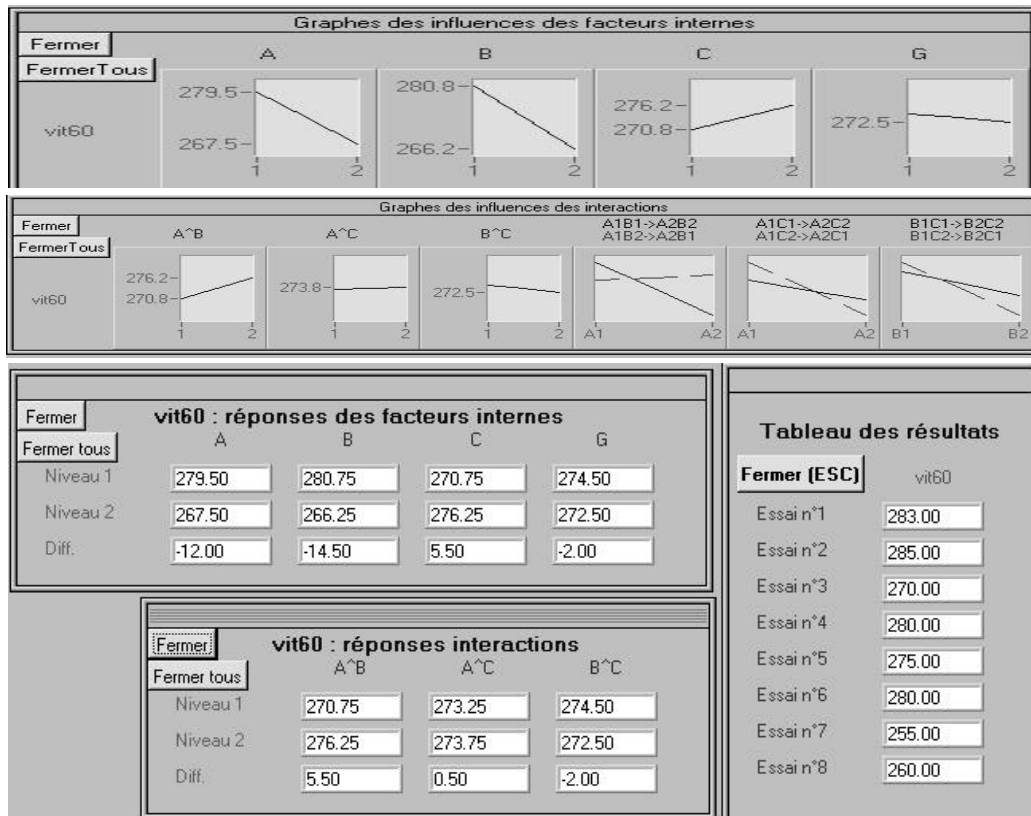 Graphes des influences des facteurs internes
Fermer
FermerTous
A B C G
vit60
279.5
267.5
1 2
280.8
266.2
1 2
276.2
270.8
1 2
272.5
1 2
Graphes des influences des interactions
Fermer
FermerTous
A^B A^C B^C
A1B1->A2B2 A1C1->A2C2 B1C1->B2C2
A1B2->A2B1 A1C2->A2C1 B1C2->B2C1
vit60
276.2
270.8
1 2
273.8
1 2
272.5
1 2
A1 A2
A1 A2
B1 B2
Fermer
vit60 : réponses des facteurs internes
Fermer tous
A B C G
Niveau 1 279.50 280.75 270.75 274.50
Niveau 2 267.50 266.25 276.25 272.50
Diff. -12.00 -14.50 5.50 -2.00
Fermer
vit60 : réponses interactions
Fermer tous
A^B A^C B^C
Niveau 1 270.75 273.25 274.50
Niveau 2 276.25 273.75 272.50
Diff. 5.50 0.50 -2.00
Tableau des résultats
Fermer (ESC) vit60
Essai n°1 283.00
Essai n°2 285.00
Essai n°3 270.00
Essai n°4 280.00
Essai n°5 275.00
Essai n°6 280.00
Essai n°7 255.00
Essai n°8 260.00